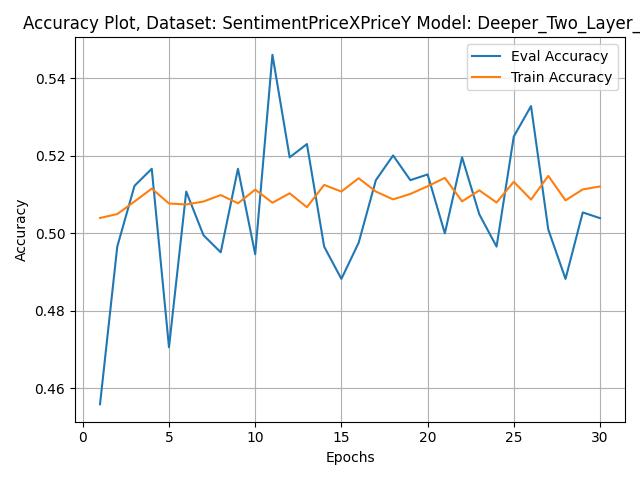 Accuracy Plot, Dataset: SentimentPriceXPriceY Model: Deeper_Two_Layer_
Eval Accuracy
Train Accuracy
Accuracy
0.54
0.52
0.50
0.48
0.46
0 5 10 15 20 25 30
Epochs